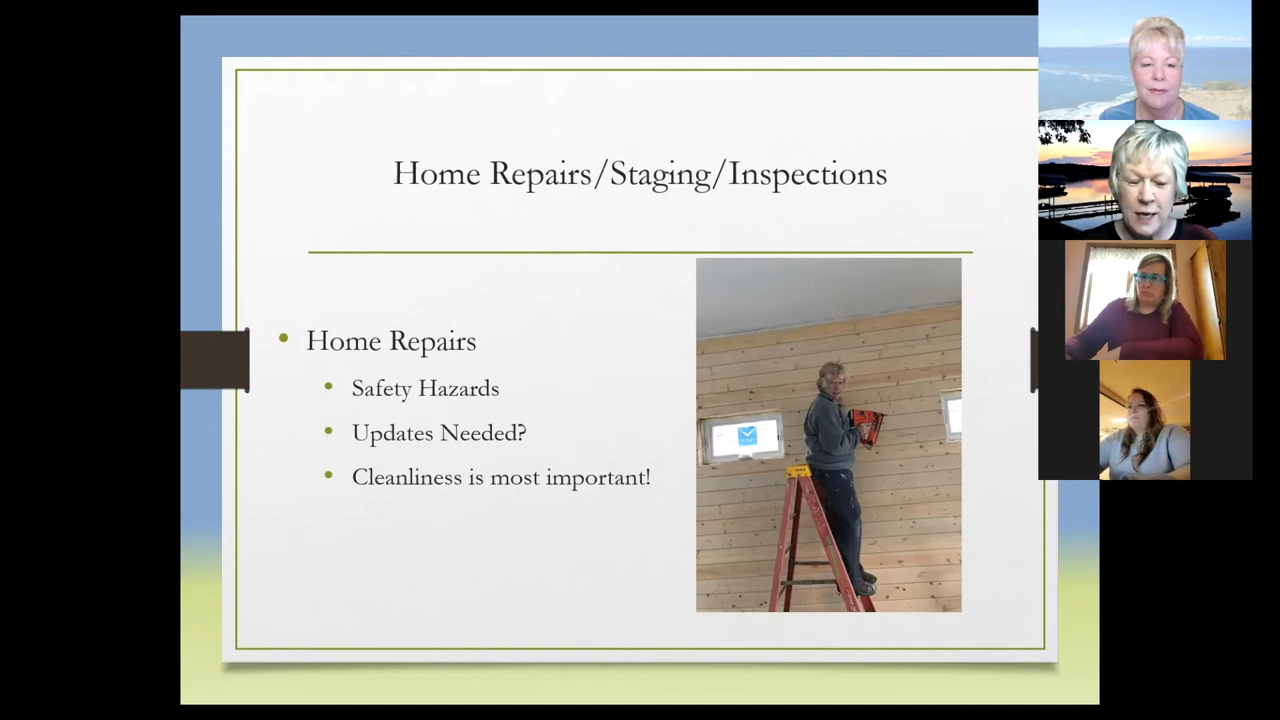 Home Repairs/Staging/Inspections
Home Repairs
Safety Hazards
Updates Needed?
Cleanliness is most important!